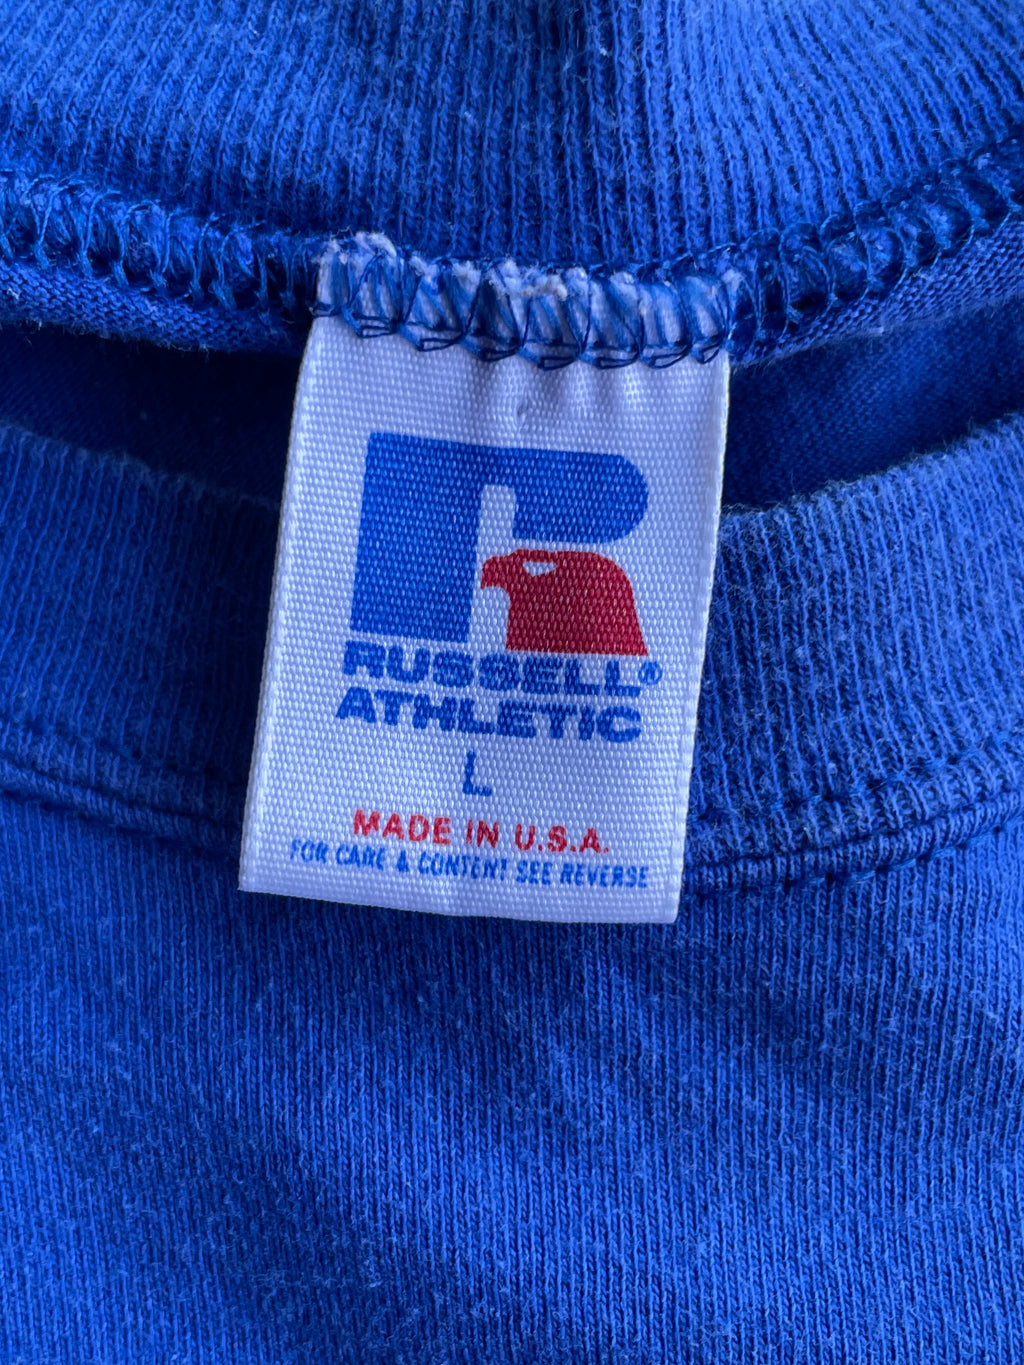 RUSSELL®
ATHLETIC
L
MADE IN U.S.A.
FOR CARE & CONTENT SEE REVERSE